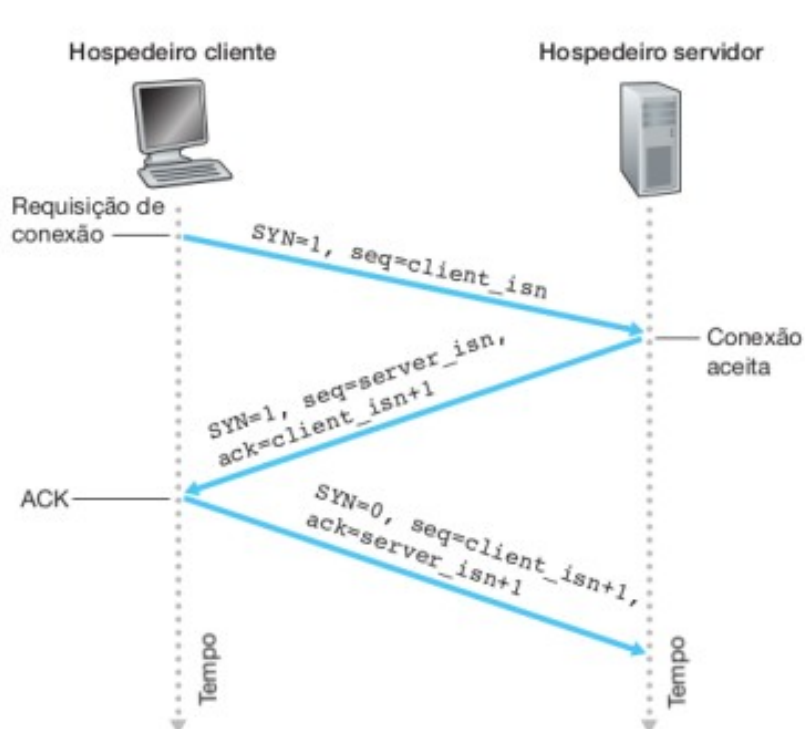 Hospedeiro cliente
Hospedeiro servidor
Requisição de
conexão
SYN=1, seq=client_isn
Conexão
aceita
SYN=1, seq=server_isn,
ack=client_isn+1
ACK
SYN=0, seq=client_isn+1,
ack=server_isn+1
Tempo
Tempo